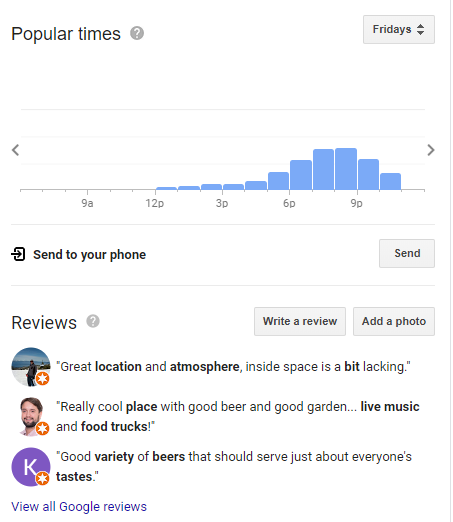 Popular times ?
Fridays
9a 12p 3p 6p 9p
Send to your phone
Send
Reviews ?
Write a review
Add a photo
"Great location and atmosphere, inside space is a bit lacking."
"Really cool place with good beer and good garden... live music
and food trucks!"
K
"Good variety of beers that should serve just about everyone's
tastes."
View all Google reviews